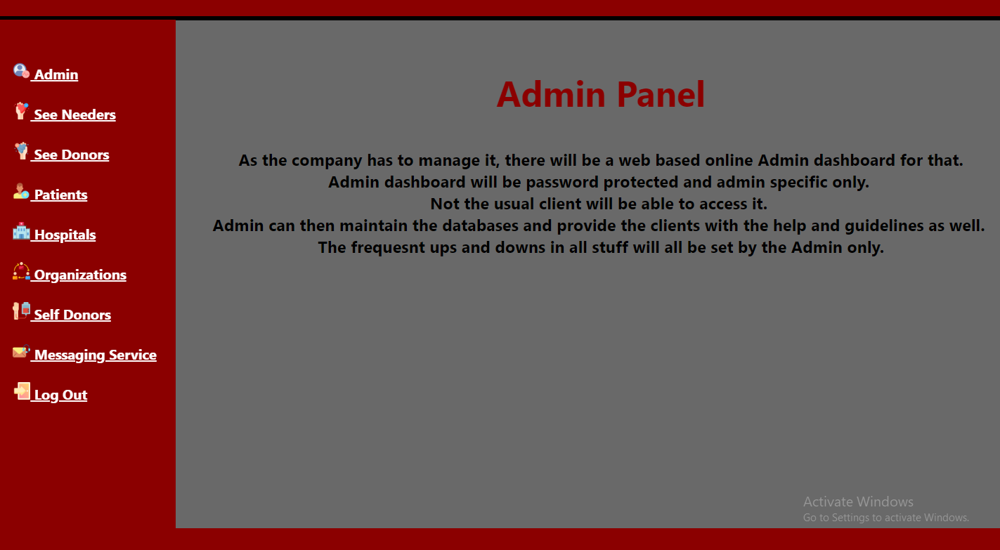 Admin
See Needers
See Donors
Patients
Hospitals
Organizations
Self Donors
Messaging Service
Log Out
Admin Panel
As the company has to manage it, there will be a web based online Admin dashboard for that.
Admin dashboard will be password protected and admin specific only.
Not the usual client will be able to access it.
Admin can then maintain the databases and provide the clients with the help and guidelines as well.
The frequesnt ups and downs in all stuff will all be set by the Admin only.
Activate Windows
Go to Settings to activate Windows.